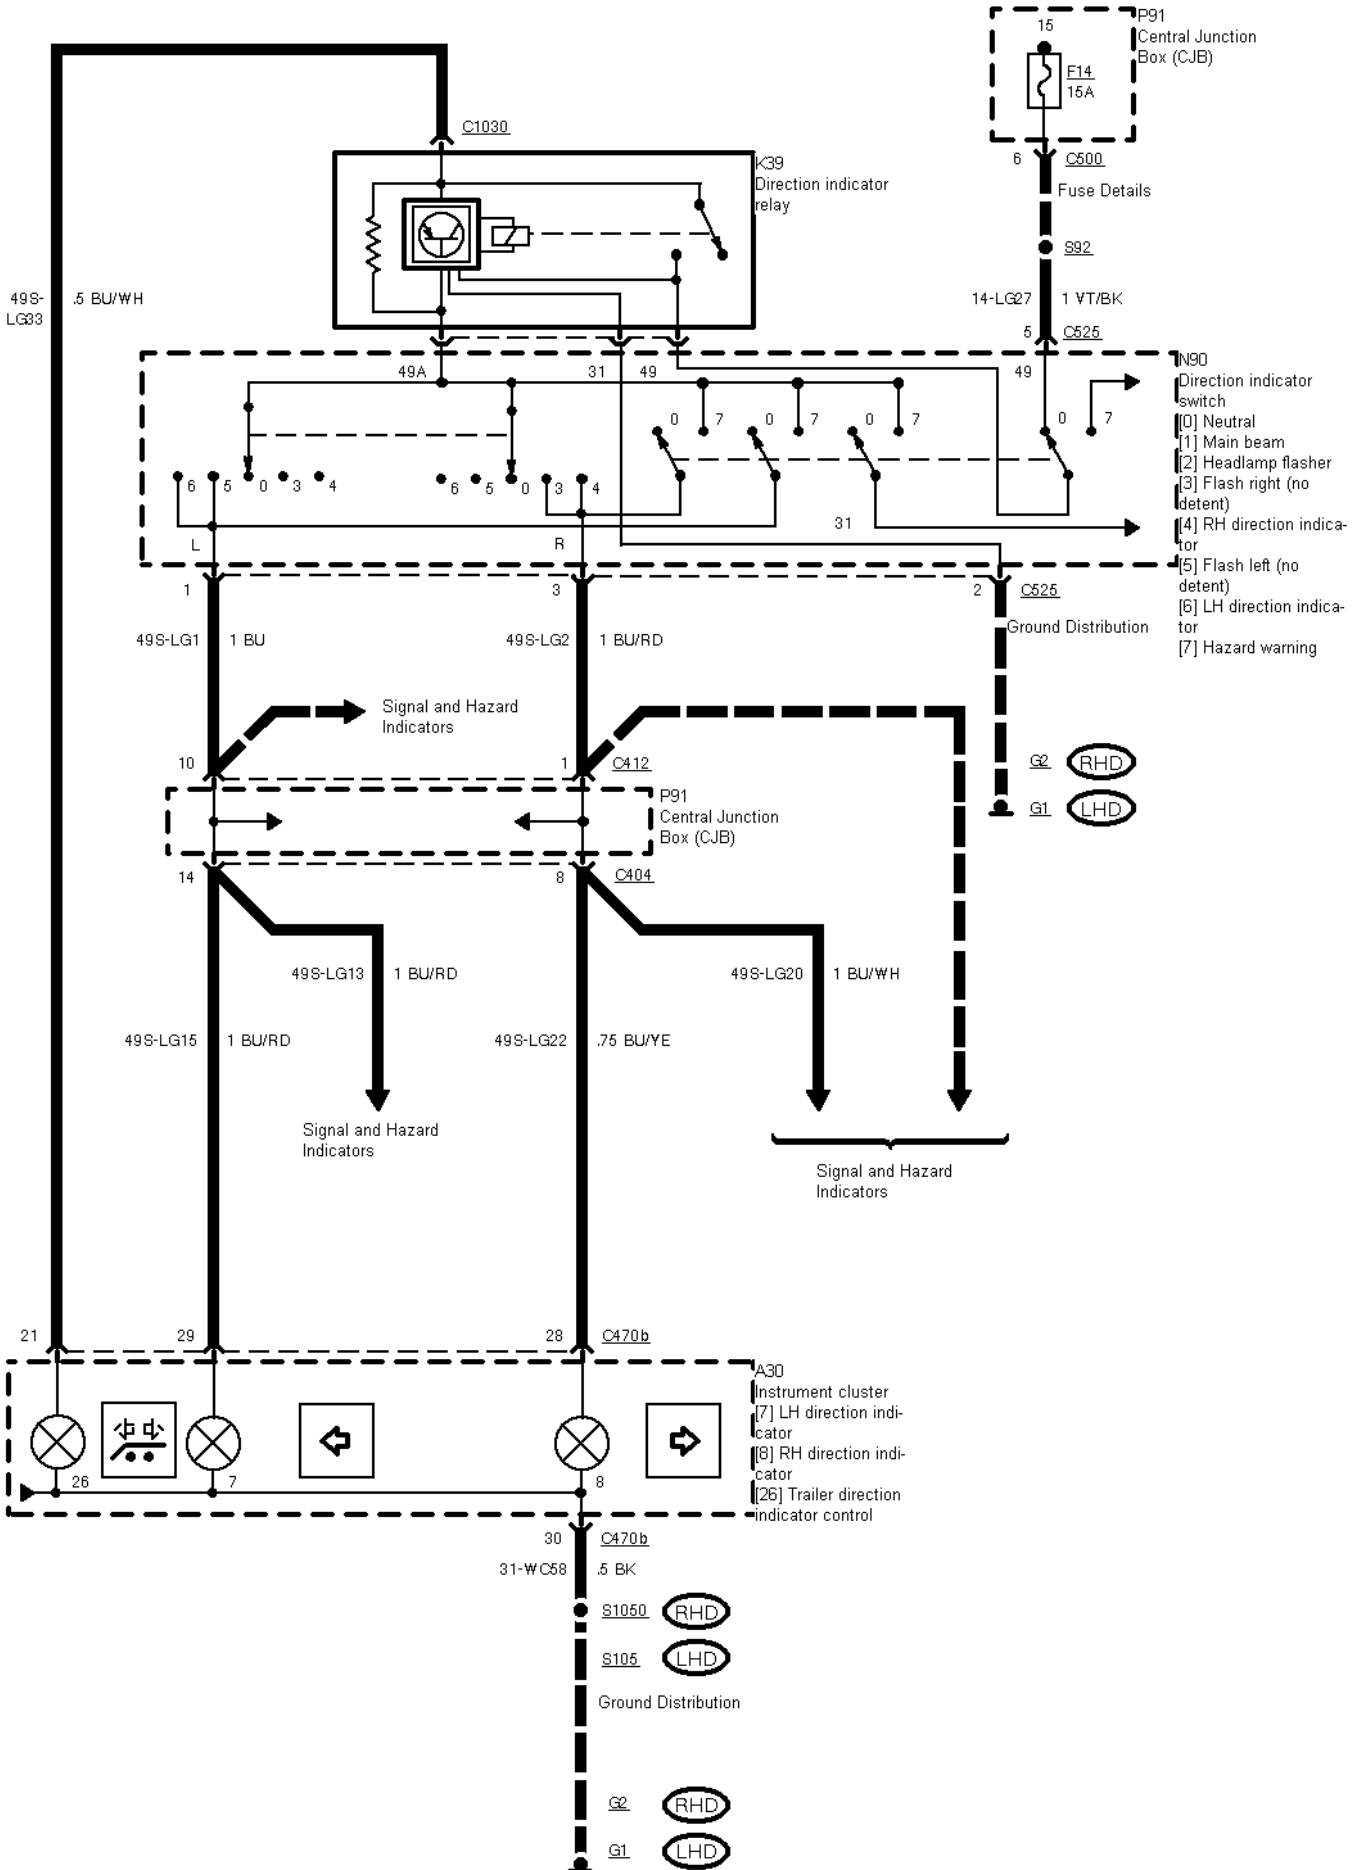 15
P91
Central Junction
Box (CJB)
F14
15A
C1030
6
C500
K39
Direction indicator
relay
Fuse Details
S92
49S-
LG33
.5 BU/WH
14-LG27
1 VT/BK
5
C525
49A
31
49
49
N90
Direction indicator
switch
[0] Neutral
[1] Main beam
[2] Headlamp flasher
[3] Flash right (no
detent)
[4] RH direction indica-
tor
[5] Flash left (no
detent)
[6] LH direction indica-
tor
[7] Hazard warning
0 7 0 7 0 7 0 7
6 5 0 3 4 6 5 0 3 4
31
L
R
1
3
2
C525
49S-LG1
1 BU
49S-LG2
1 BU/RD
Ground Distribution
Signal and Hazard
Indicators
10
1
C412
G2
RHD
G1
LHD
P91
Central Junction
Box (CJB)
14
8
C404
49S-LG13
1 BU/RD
49S-LG20
1 BU/WH
49S-LG15
1 BU/RD
49S-LG22
.75 BU/YE
Signal and Hazard
Indicators
Signal and Hazard
Indicators
21
29
28
C470b
A30
Instrument cluster
[7] LH direction indi-
cator
[8] RH direction indi-
cator
[26] Trailer direction
indicator control
26
7
8
30
C470b
31-WC58
.5 BK
S1050
RHD
S105
LHD
Ground Distribution
G2
RHD
G1
LHD